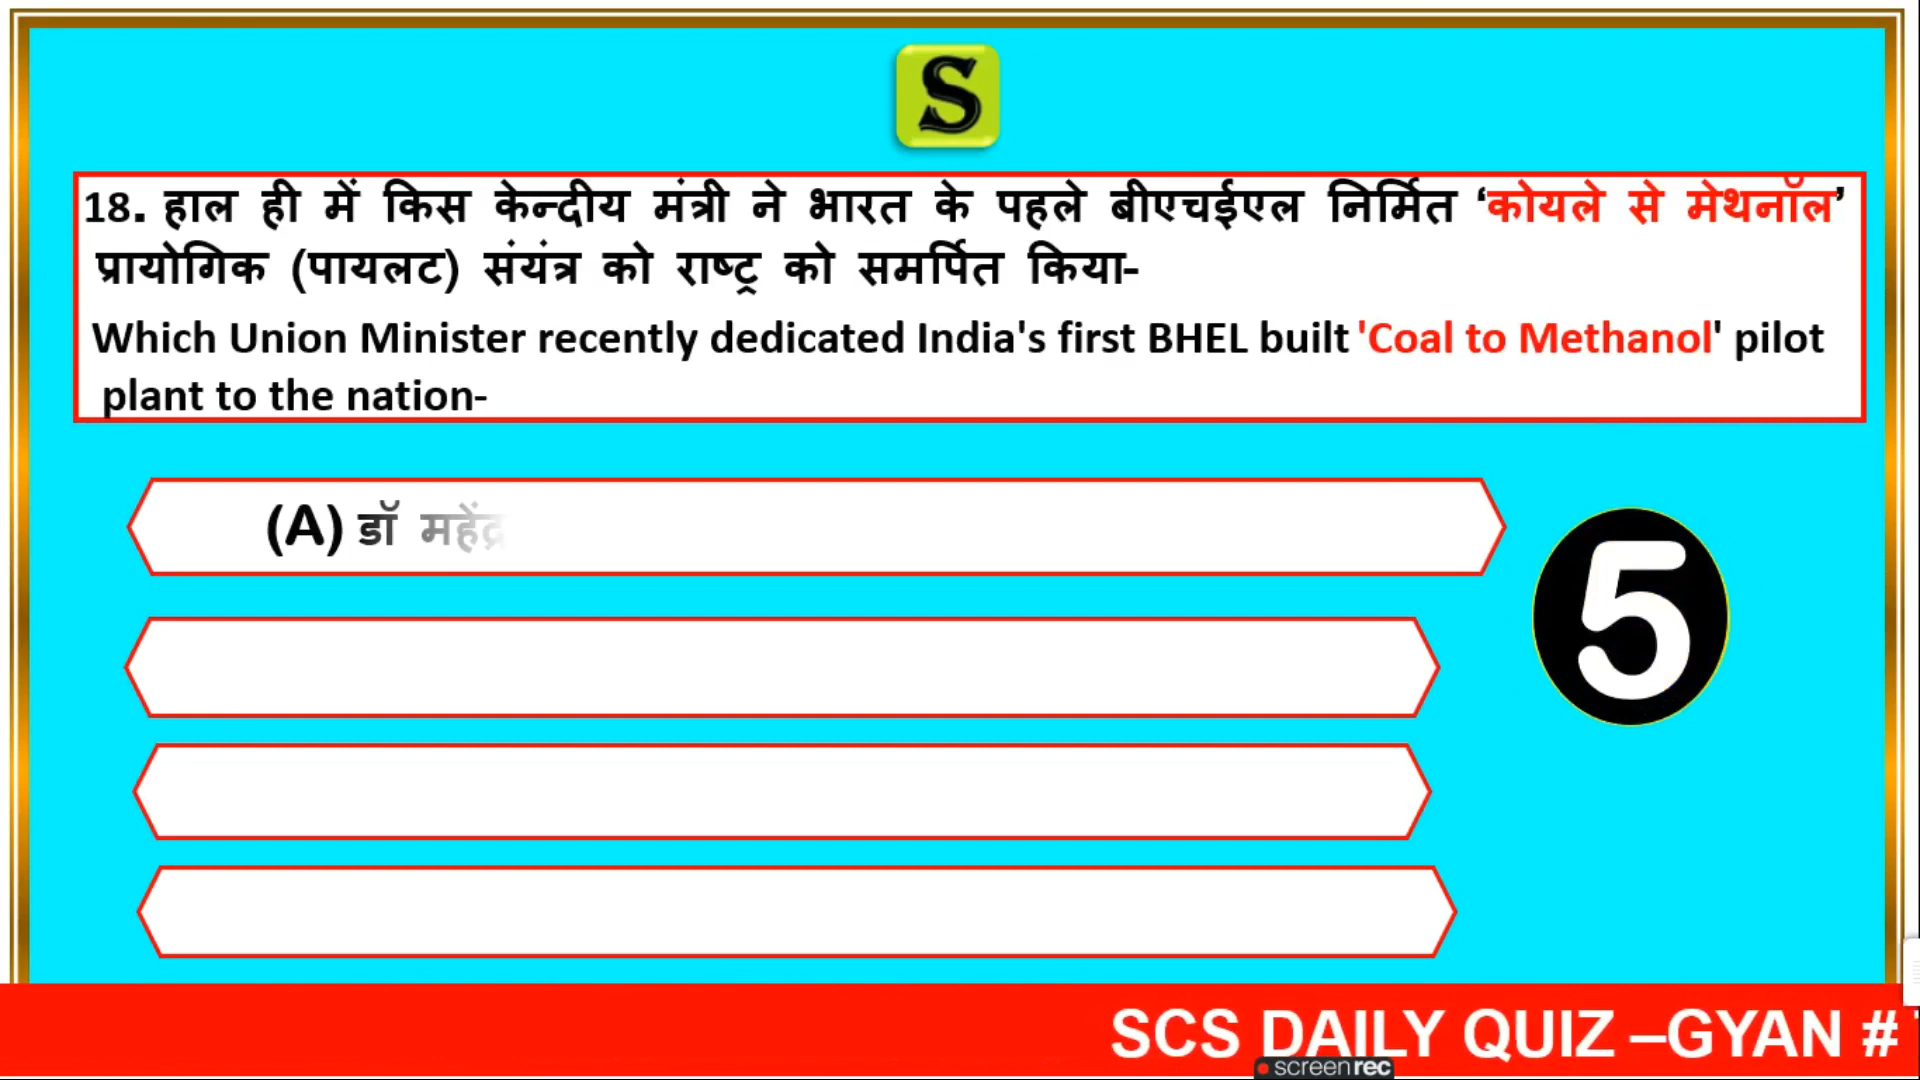 S
18. हाल ही में किस केन्दीय मंत्री ने भारत के पहले बीएचईएल निर्मित ‘कोयले से मेथनॉल’
प्रायोगिक (पायलट) संयंत्र को राष्ट्र को समर्पित किया-
Which Union Minister recently dedicated India's first BHEL built 'Coal to Methanol' pilot
plant to the nation-
(A) डॉ महेंद्र
5
SCS DAILY QUIZ –GYAN #
screenrec